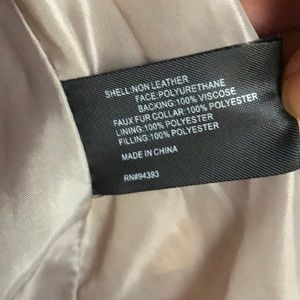 SHELL:NON LEATHER
FACE:POLYURETHANE
BACKING:100% VISCOSE
FAUX FUR COLLAR:100% POLYESTER
LINING:100% POLYESTER
FILLING:100% POLYESTER
MADE IN CHINA
RN#94393